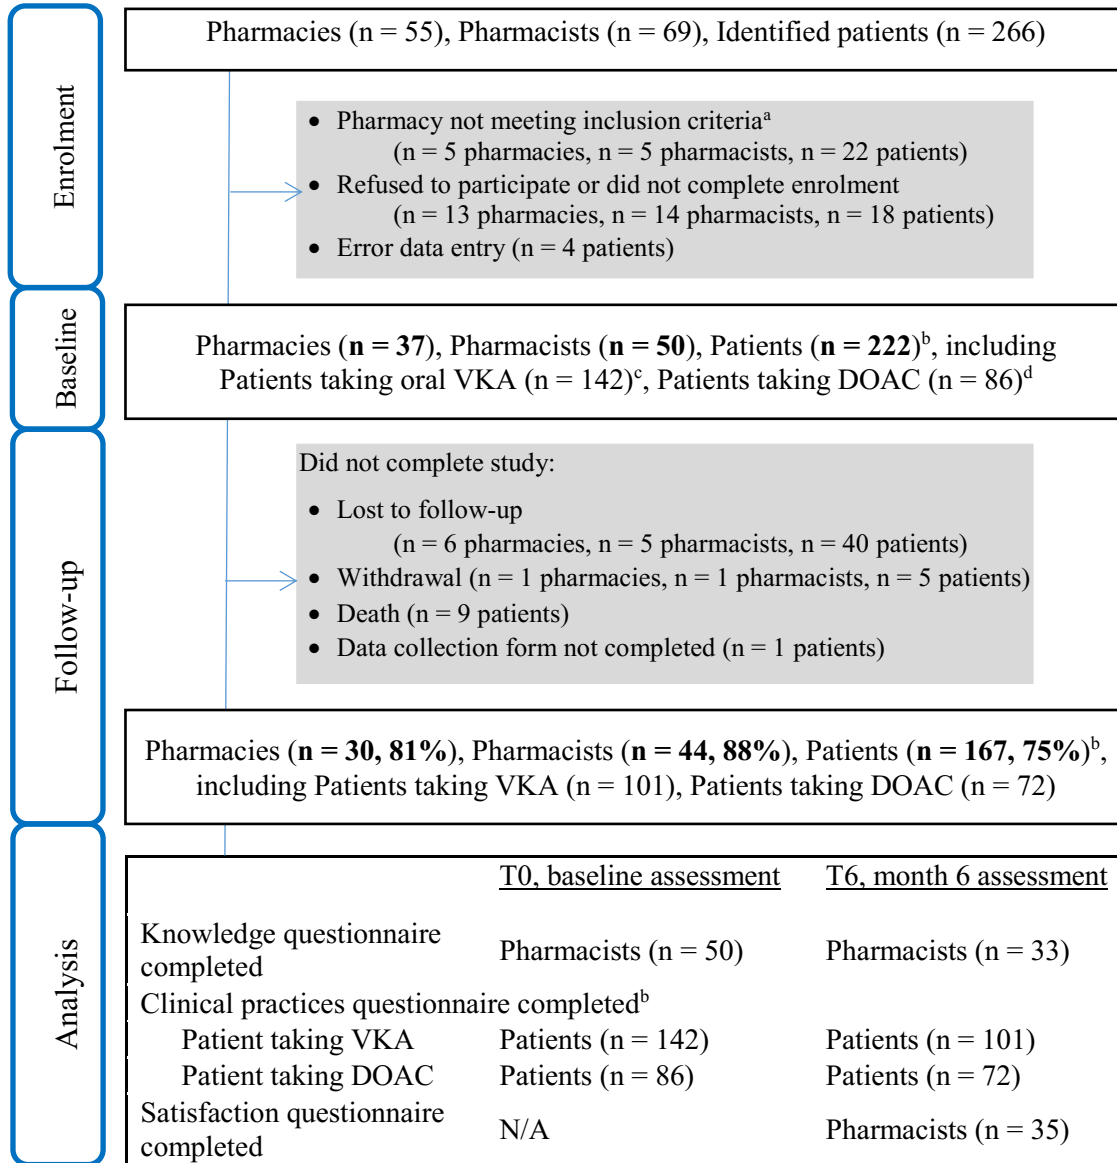 Enrolment
Pharmacies (n = 55), Pharmacists (n = 69), Identified patients (n = 266)
• Pharmacy not meeting inclusion criteriaᵃ
(n = 5 pharmacies, n = 5 pharmacists, n = 22 patients)
• Refused to participate or did not complete enrolment
(n = 13 pharmacies, n = 14 pharmacists, n = 18 patients)
• Error data entry (n = 4 patients)
Baseline
Pharmacies (n = 37), Pharmacists (n = 50), Patients (n = 222)ᵇ, including
Patients taking oral VKA (n = 142)ᶜ, Patients taking DOAC (n = 86)ᵈ
Follow-up
Did not complete study:
• Lost to follow-up
(n = 6 pharmacies, n = 5 pharmacists, n = 40 patients)
• Withdrawal (n = 1 pharmacies, n = 1 pharmacists, n = 5 patients)
• Death (n = 9 patients)
• Data collection form not completed (n = 1 patients)
Pharmacies (n = 30, 81%), Pharmacists (n = 44, 88%), Patients (n = 167, 75%)ᵇ,
including Patients taking VKA (n = 101), Patients taking DOAC (n = 72)
Analysis
T0, baseline assessment T6, month 6 assessment
Knowledge questionnaire
completed Pharmacists (n = 50) Pharmacists (n = 33)
Clinical practices questionnaire completedᵇ
Patient taking VKA Patients (n = 142) Patients (n = 101)
Patient taking DOAC Patients (n = 86) Patients (n = 72)
Satisfaction questionnaire
completed N/A Pharmacists (n = 35)